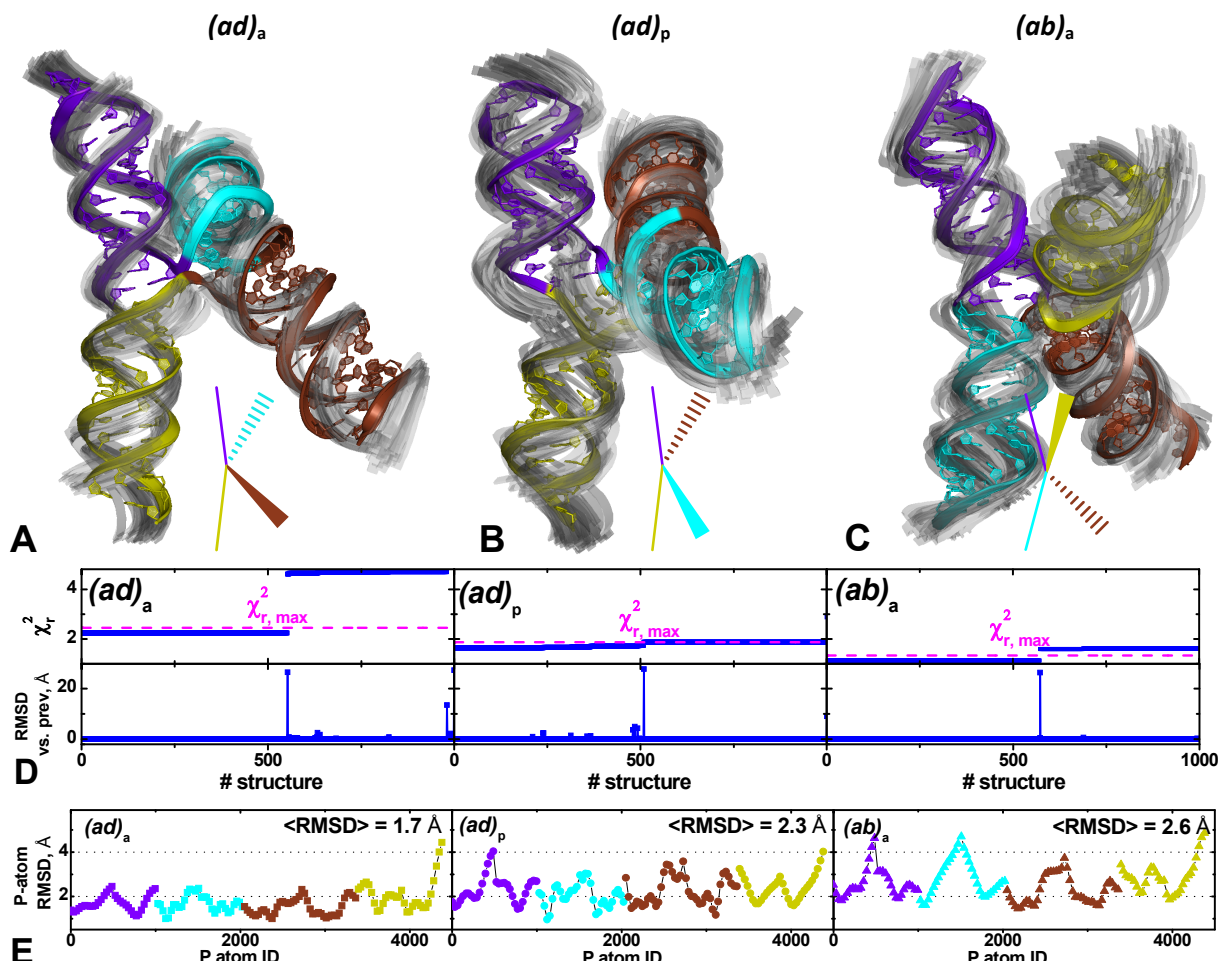 (ad)a (ad)p (ab)a
A B C
4
2
χ²r
(ad)a χ²r, max
(ad)p χ²r, max
(ab)a χ²r, max
20
0
RMSD
vs. prev, Å
0 500 0 500 0 500 1000
D # structure # structure # structure
(ad)a <RMSD> = 1.7 Å (ad)p <RMSD> = 2.3 Å (ab)a <RMSD> = 2.6 Å
4
2
P-atom
RMSD, Å
0 2000 4000 0 2000 4000 0 2000 4000
E P atom ID P atom ID P atom ID